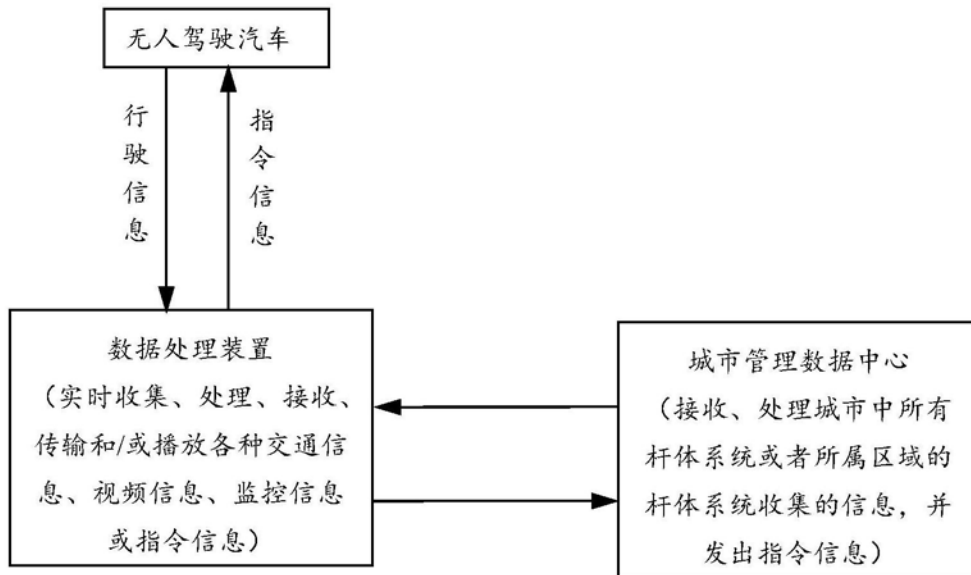 无人驾驶汽车
行驶信息
指令信息
数据处理装置
（实时收集、处理、接收、
传输和/或播放各种交通信
息、视频信息、监控信息
或指令信息）
城市管理数据中心
（接收、处理城市中所有
杆体系统或者所属区域的
杆体系统收集的信息，并
发出指令信息）